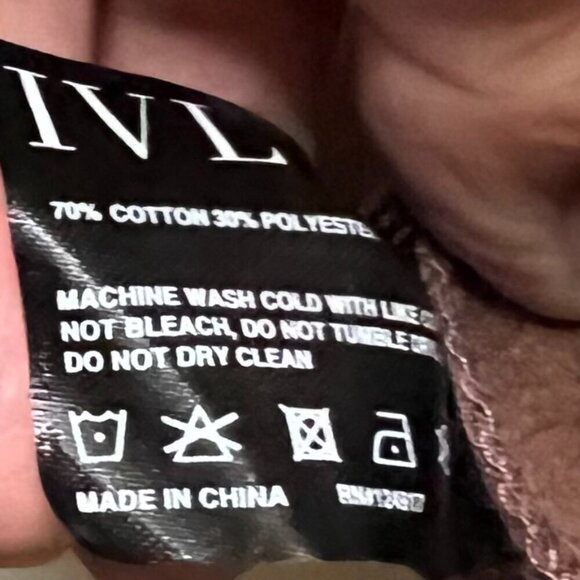 IVL
70% COTTON 30% POLYESTE
MACHINE WASH COLD WITH LIKE
NOT BLEACH, DO NOT TUMBLE
DO NOT DRY CLEAN
MADE IN CHINA